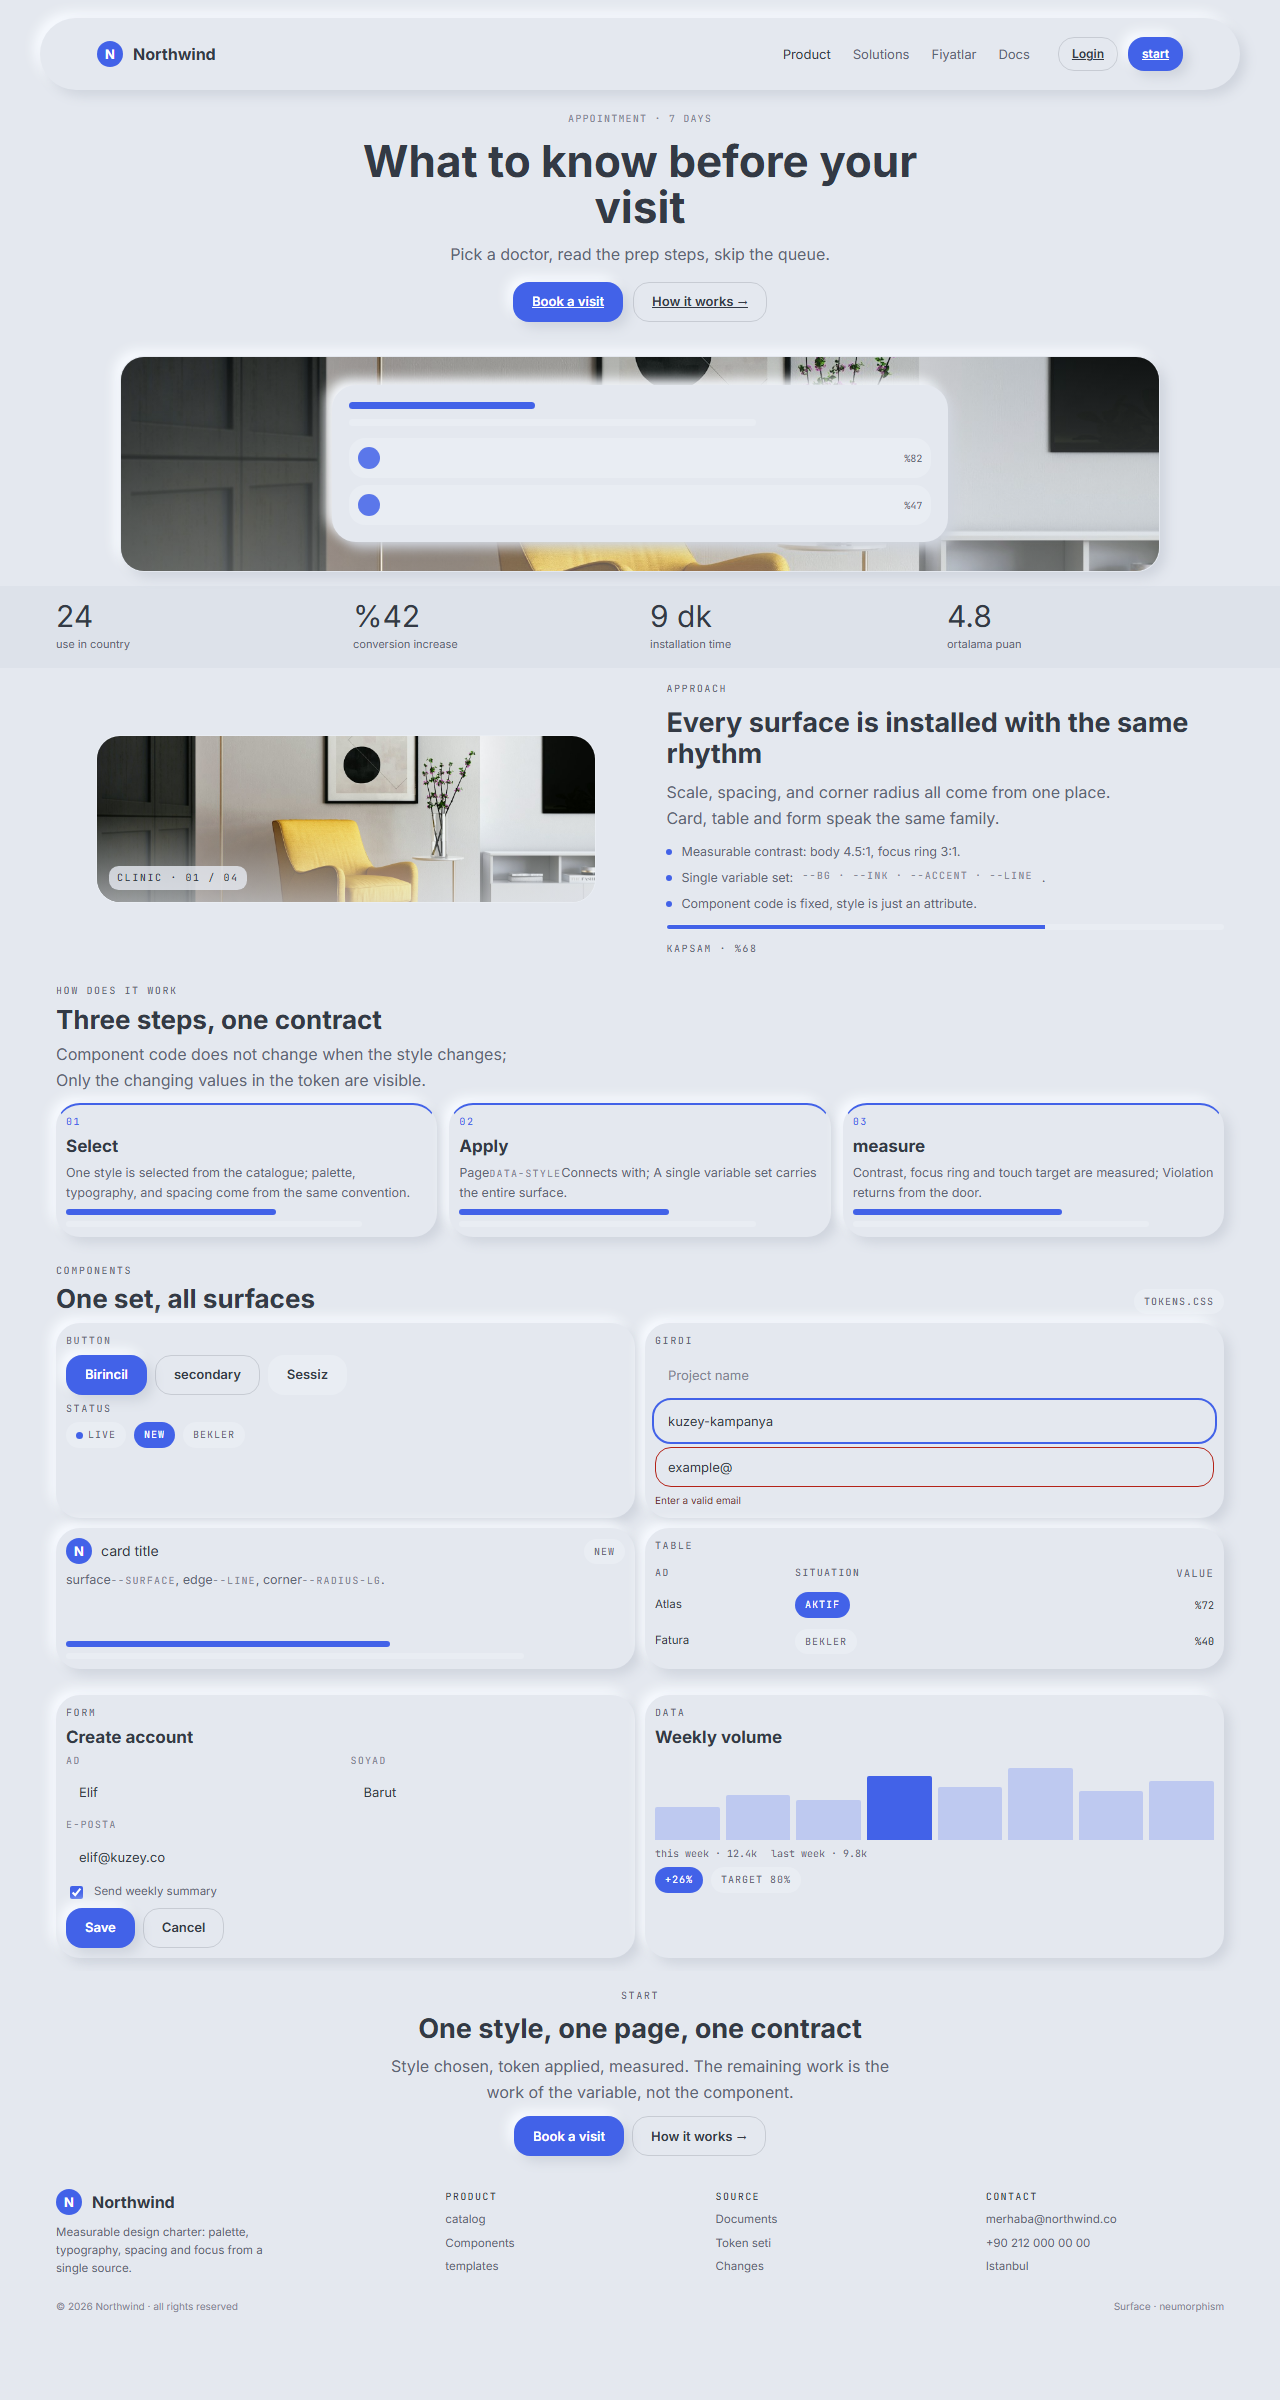 N Northwind
Product Solutions Fiyatlar Docs Login start
APPOINTMENT · 7 DAYS
What to know before your
visit
Pick a doctor, read the prep steps, skip the queue.
Book a visit How it works →
%82
%47
24
use in country
%42
conversion increase
9 dk
installation time
4.8
ortalama puan
CLINIC · 01 / 04
APPROACH
Every surface is installed with the same
rhythm
Scale, spacing, and corner radius all come from one place.
Card, table and form speak the same family.
Measurable contrast: body 4.5:1, focus ring 3:1.
Single variable set: --BG · --INK · --ACCENT · --LINE .
Component code is fixed, style is just an attribute.
KAPSAM · %68
HOW DOES IT WORK
Three steps, one contract
Component code does not change when the style changes;
Only the changing values in the token are visible.
01
Select
One style is selected from the catalogue; palette,
typography, and spacing come from the same convention.
02
Apply
PageDATA-STYLEConnects with; A single variable set carries
the entire surface.
03
measure
Contrast, focus ring and touch target are measured; Violation
returns from the door.
COMPONENTS
One set, all surfaces
TOKENS.CSS
BUTTON
Birincil secondary Sessiz
STATUS
LIVE NEW BEKLER
GIRDI
Project name
kuzey-kampanya
example@
Enter a valid email
N card title NEW
surface--SURFACE, edge--LINE, corner--RADIUS-LG.
TABLE
AD SITUATION VALUE
Atlas AKTIF %72
Fatura BEKLER %40
FORM
Create account
AD SOYAD
Elif Barut
E-POSTA
elif@kuzey.co
Send weekly summary
Save Cancel
DATA
Weekly volume
this week · 12.4k last week · 9.8k
+26% TARGET 80%
START
One style, one page, one contract
Style chosen, token applied, measured. The remaining work is the
work of the variable, not the component.
Book a visit How it works →
N Northwind
Measurable design charter: palette,
typography, spacing and focus from a
single source.
PRODUCT
catalog
Components
templates
SOURCE
Documents
Token seti
Changes
CONTACT
merhaba@northwind.co
+90 212 000 00 00
Istanbul
© 2026 Northwind · all rights reserved
Surface · neumorphism